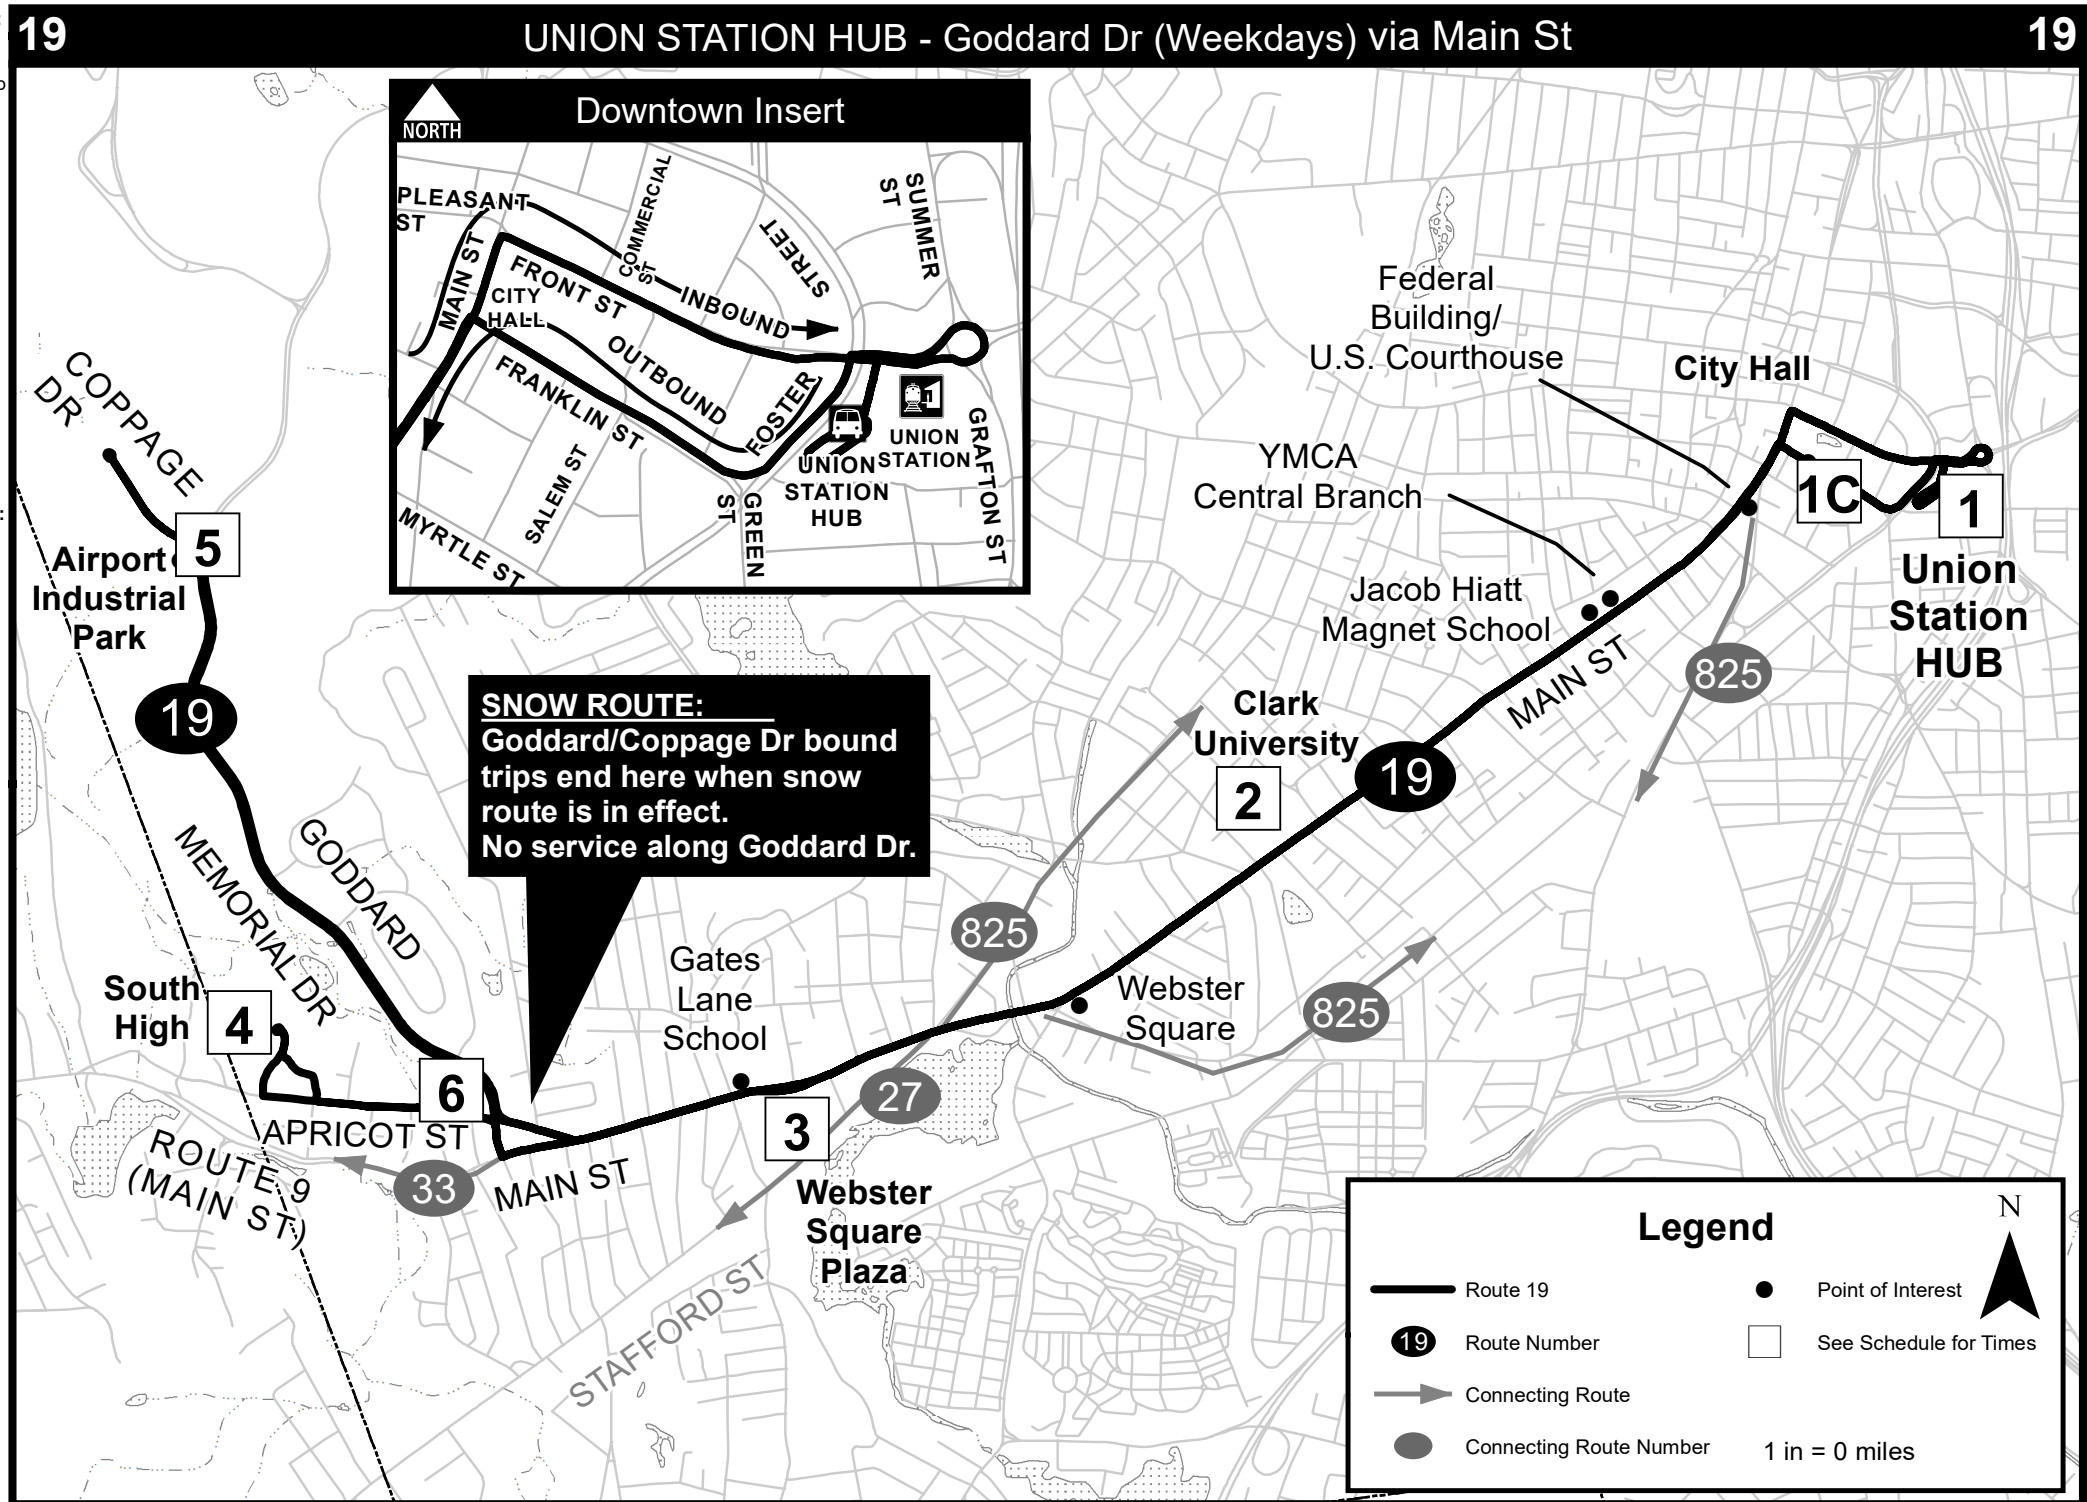 19
UNION STATION HUB - Goddard Dr (Weekdays) via Main St
19
NORTH
Downtown Insert
PLEASANT
ST
MAIN ST
CITY
HALL
FRONT ST
COMMERCIAL
ST
INBOUND
STREET
SUMMER
ST
OUTBOUND
FRANKLIN ST
SALEM ST
MYRTLE ST
FOSTER
GREEN
ST
UNION
STATION
HUB
UNION
STATION
GRAFTON ST
Federal
Building/
U.S. Courthouse
City Hall
YMCA
Central Branch
1C
1
Union
Station
HUB
Jacob Hiatt
Magnet School
MAIN ST
825
COPPAGE
DR
5
Airport
Industrial
Park
19
SNOW ROUTE:
Goddard/Coppage Dr bound
trips end here when snow
route is in effect.
No service along Goddard Dr.
Clark
University
2
19
GODDARD
MEMORIAL DR
825
South
High
4
Gates
Lane
School
Webster
Square
825
6
27
3
APRICOT ST
ROUTE 9
(MAIN ST)
33
MAIN ST
Webster
Square
Plaza
STAFFORD ST
Legend
N
Route 19
Point of Interest
19
Route Number
See Schedule for Times
Connecting Route
Connecting Route Number
1 in = 0 miles